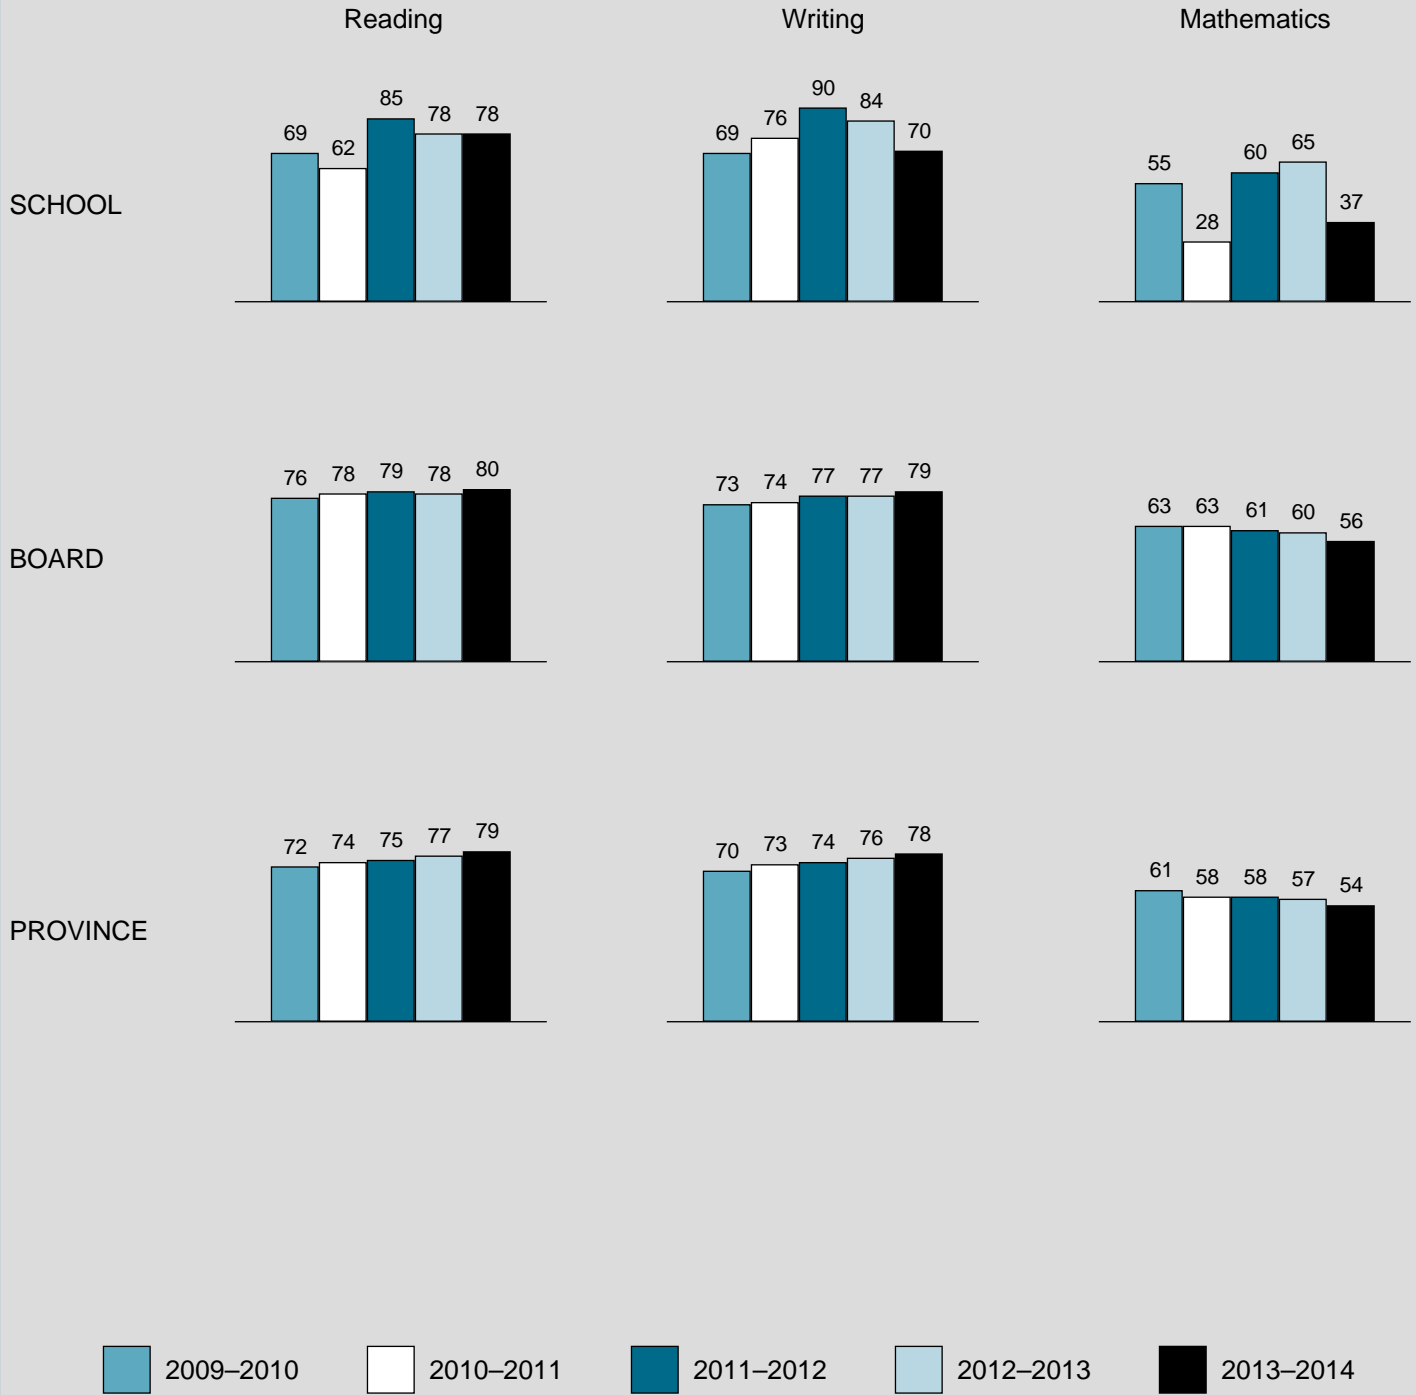 Reading Writing Mathematics
SCHOOL
69 62 85 78 78
69 76 90 84 70
55 28 60 65 37
BOARD
76 78 79 78 80
73 74 77 77 79
63 63 61 60 56
PROVINCE
72 74 75 77 79
70 73 74 76 78
61 58 58 57 54
2009–2010 2010–2011 2011–2012 2012–2013 2013–2014